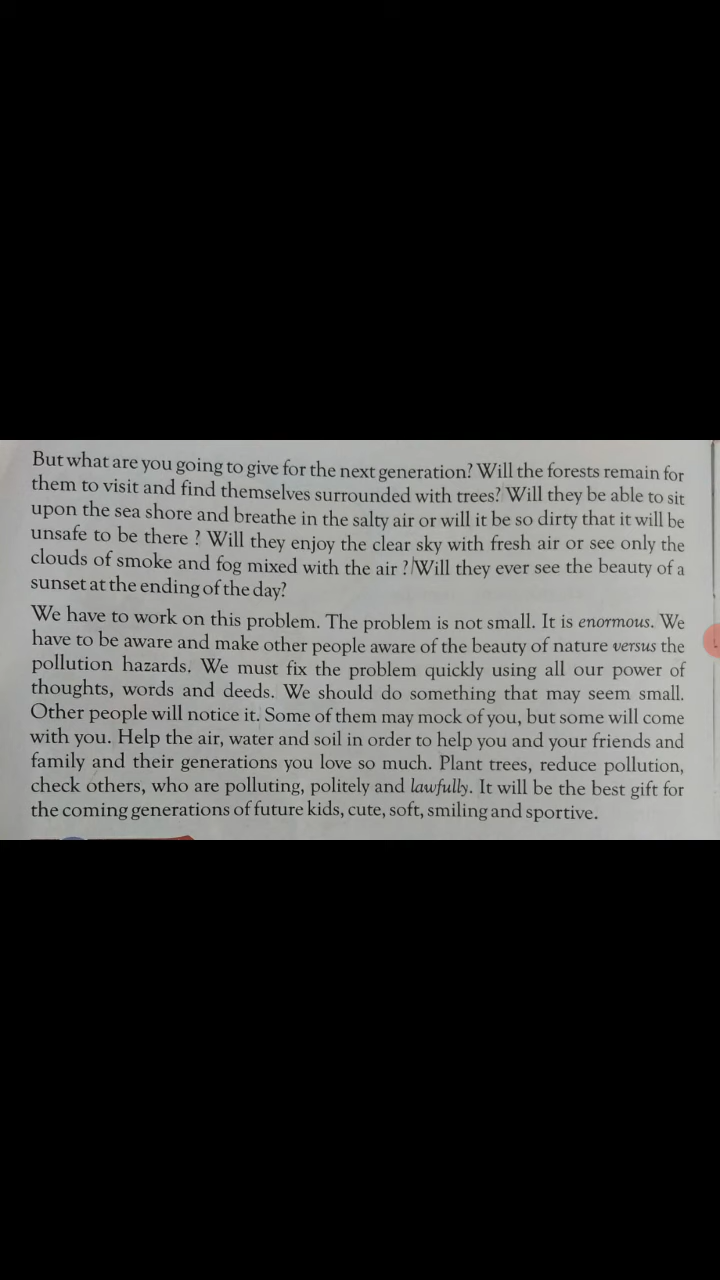 But what are you going to give for the next generation? Will the forests remain for
them to visit and find themselves surrounded with trees? Will they be able to sit
upon the sea shore and breathe in the salty air or will it be so dirty that it will be
unsafe to be there ? Will they enjoy the clear sky with fresh air or see only the
clouds of smoke and fog mixed with the air ? Will they ever see the beauty of a
sunset at the ending of the day?
We have to work on this problem. The problem is not small. It is enormous. We
have to be aware and make other people aware of the beauty of nature versus the
pollution hazards. We must fix the problem quickly using all our power of
thoughts, words and deeds. We should do something that may seem small.
Other people will notice it. Some of them may mock of you, but some will come
with you. Help the air, water and soil in order to help you and your friends and
family and their generations you love so much. Plant trees, reduce pollution,
check others, who are polluting, politely and lawfully. It will be the best gift for
the coming generations of future kids, cute, soft, smiling and sportive.